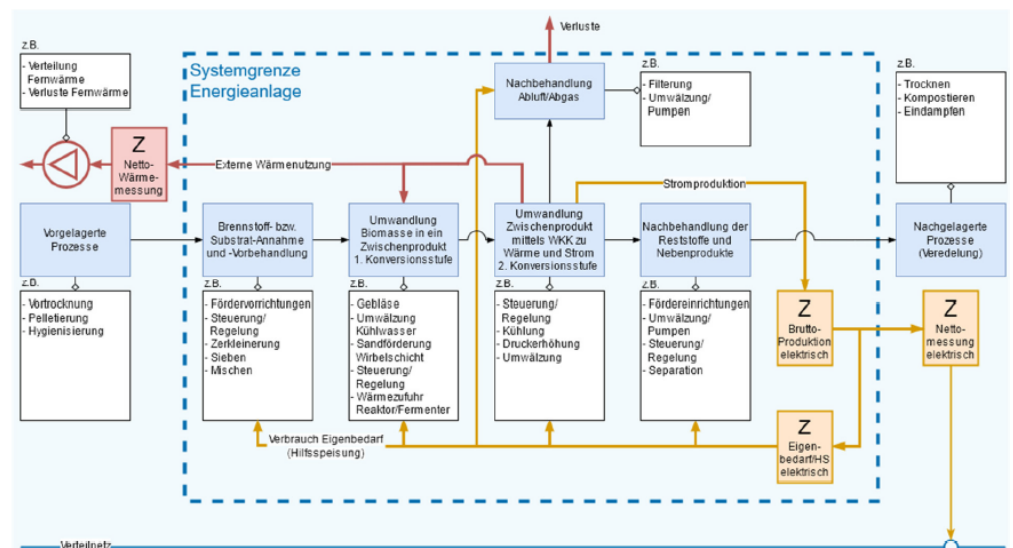 Verluste
z.B.
- Verteilung
Fernwärme
- Verluste Fernwärme
Systemgrenze
Energieanlage
Nachbehandlung
Abluft/Abgas
z.B.
- Filterung
- Umwälzung/
Pumpen
z.B.
- Trocknen
- Kompostieren
- Eindampfen
Z
Netto-
Wärme-
messung
Externe Wärmenutzung
Stromproduktion
Vorgelagerte
Prozesse
Brennstoff- bzw.
Substrat-Annahme
und -Vorbehandlung
Umwandlung
Biomasse in ein
Zwischenprodukt
1. Konversionsstufe
Umwandlung
Zwischenprodukt
mittels WKK zu
Wärme und Strom
2. Konversionsstufe
Nachbehandlung der
Reststoffe und
Nebenprodukte
Nachgelagerte
Prozesse
(Veredelung)
z.B.
- Vortrocknung
- Pelletierung
- Hygienisierung
z.B.
- Fördervorrichtungen
- Steuerung/
Regelung
- Zerkleinerung
- Sieben
- Mischen
z.B.
- Gebläse
- Umwälzung
Kühlwasser
- Sandförderung
Wirbelschicht
- Steuerung/
Regelung
- Wärmezufuhr
Reaktor/Fermenter
z.B.
- Steuerung/
Regelung
- Kühlung
- Druckerhöhung
- Umwälzung
z.B.
- Fördereinrichtungen
- Umwälzung/
Pumpen
- Steuerung/
Regelung
- Separation
Z
Brutto-
Produktion
elektrisch
Z
Netto-
messung
elektrisch
Verbrauch Eigenbedarf
(Hilfsspeisung)
Z
Eigen-
bedarf/HS
elektrisch
Verteilnetz